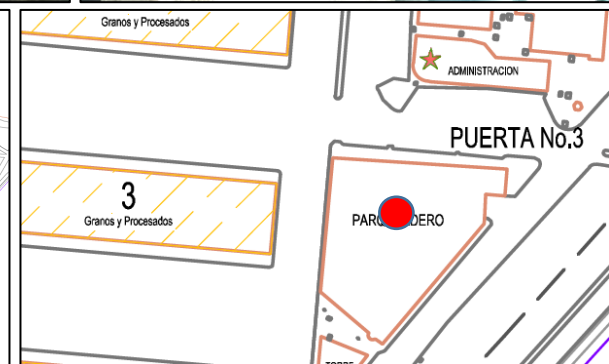 Granos y Procesados
ADMINISTRACION
PUERTA No.3
3
Granos y Procesados